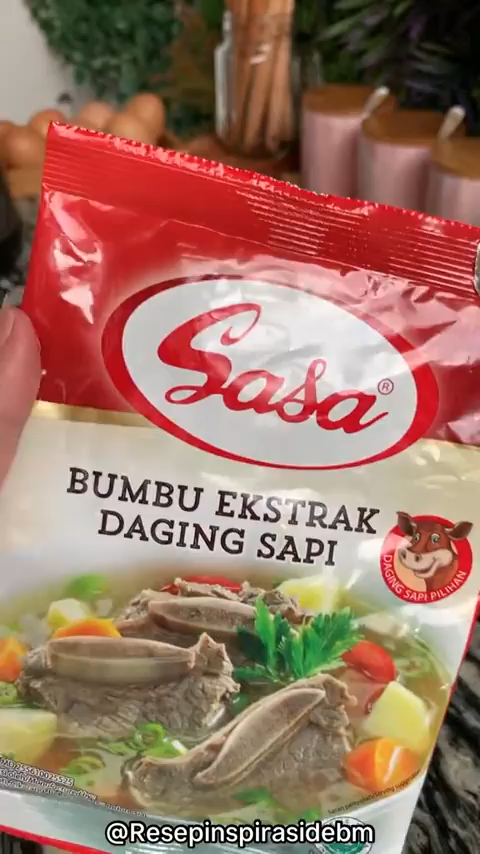 Sasa®
BUMBU EKSTRAK
DAGING SAPI
DAGING SAPI PILIHAN
@Resepinspirasidebm